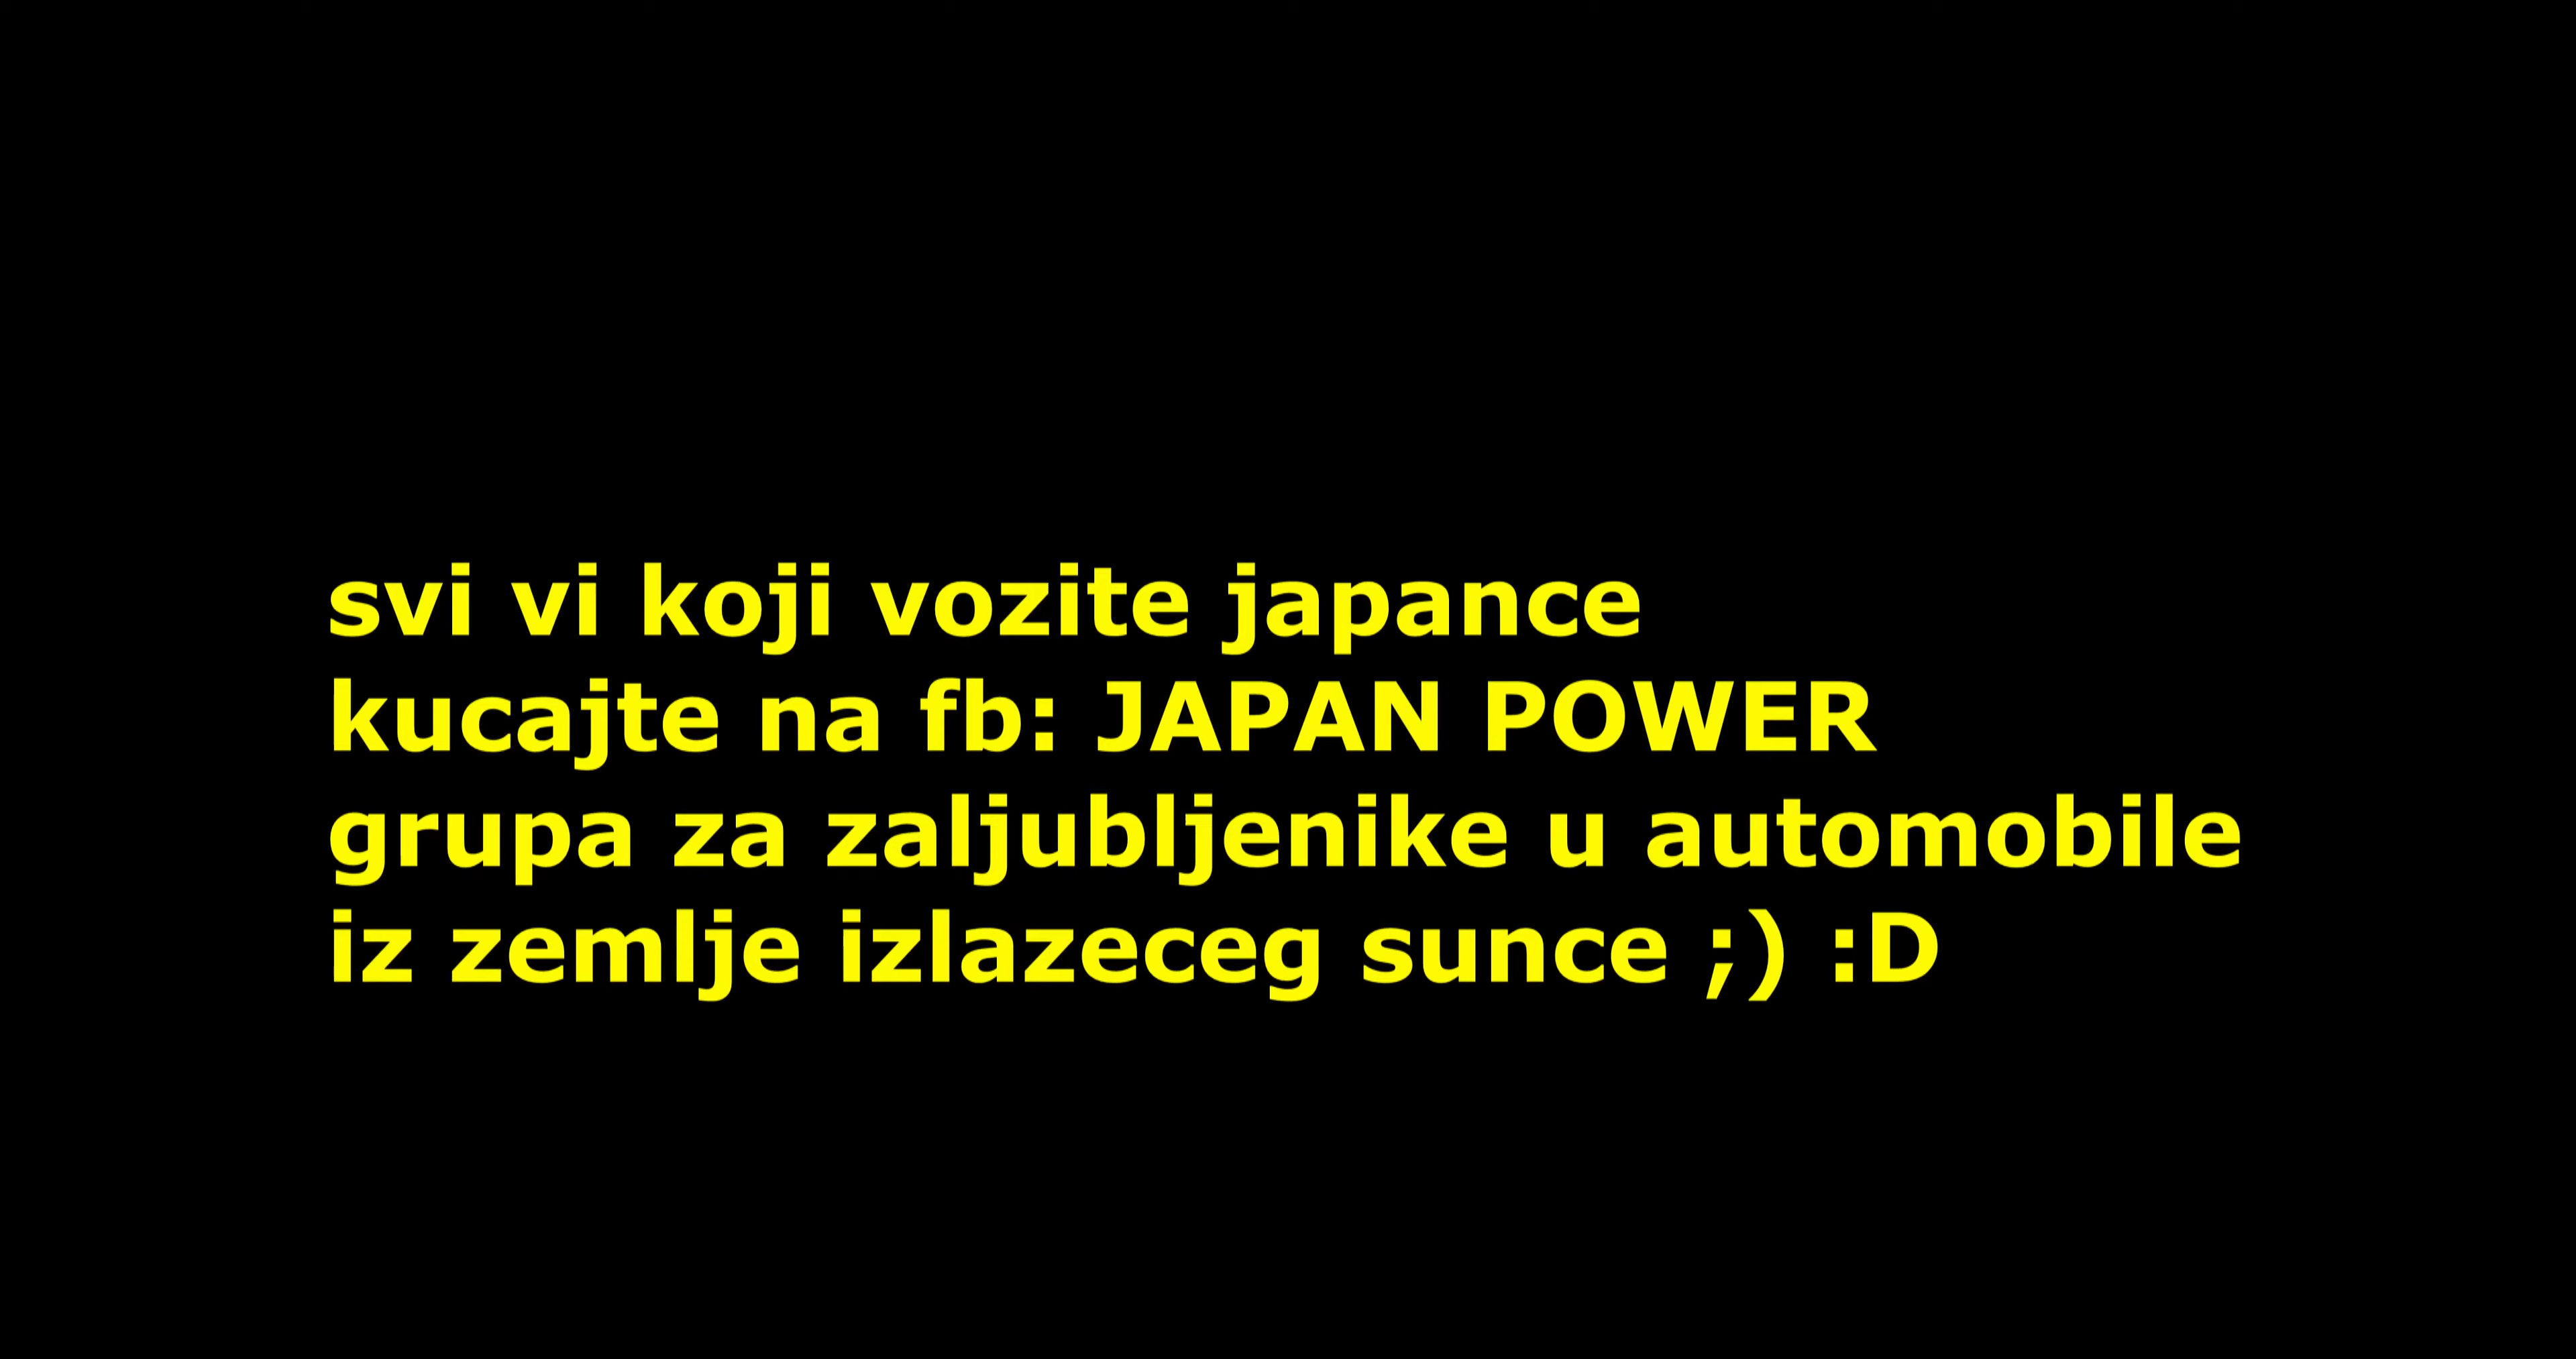 svi vi koji vozite japance
kucajte na fb: JAPAN POWER
grupa za zaljubljenike u automobile
iz zemlje izlazeceg sunce ;) :D